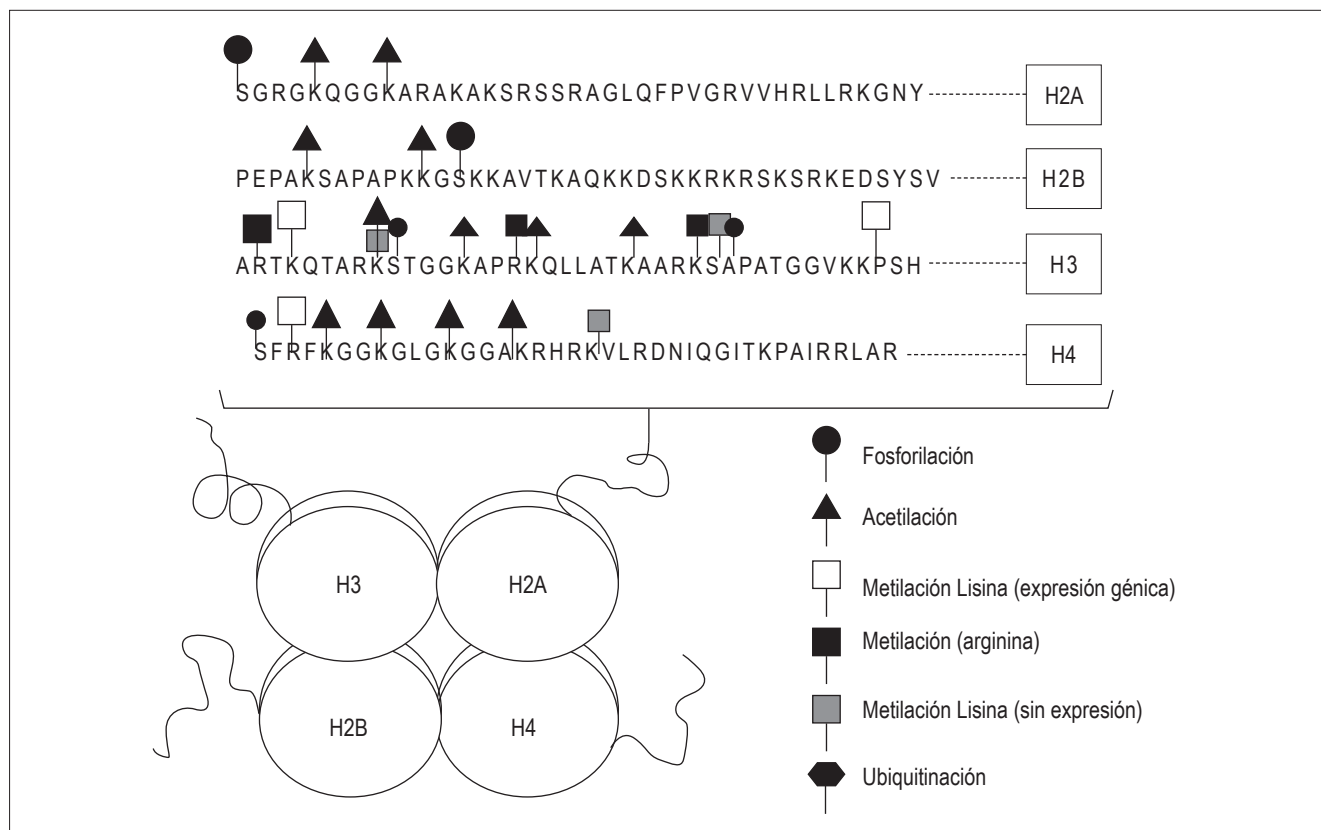 SGRGKQGGKARAKAKSRSSRAGLQFPVGRVVHRLLRKGNY
H2A
PEPAKSAPAPKKGSKKAVTKAQKKDSKKRKRSKSRKEDSYSV
H2B
ARTKQTARKSTGGKAPRKQLLATKAARKSAPATGGVKKPSH
H3
SFRFKGGKGLGKGGAKRHRKVLRDNIQGITKPAIRRLAR
H4
H3
H2A
H2B
H4
Fosforilación
Acetilación
Metilación Lisina (expresión génica)
Metilación (arginina)
Metilación Lisina (sin expresión)
Ubiquitinación